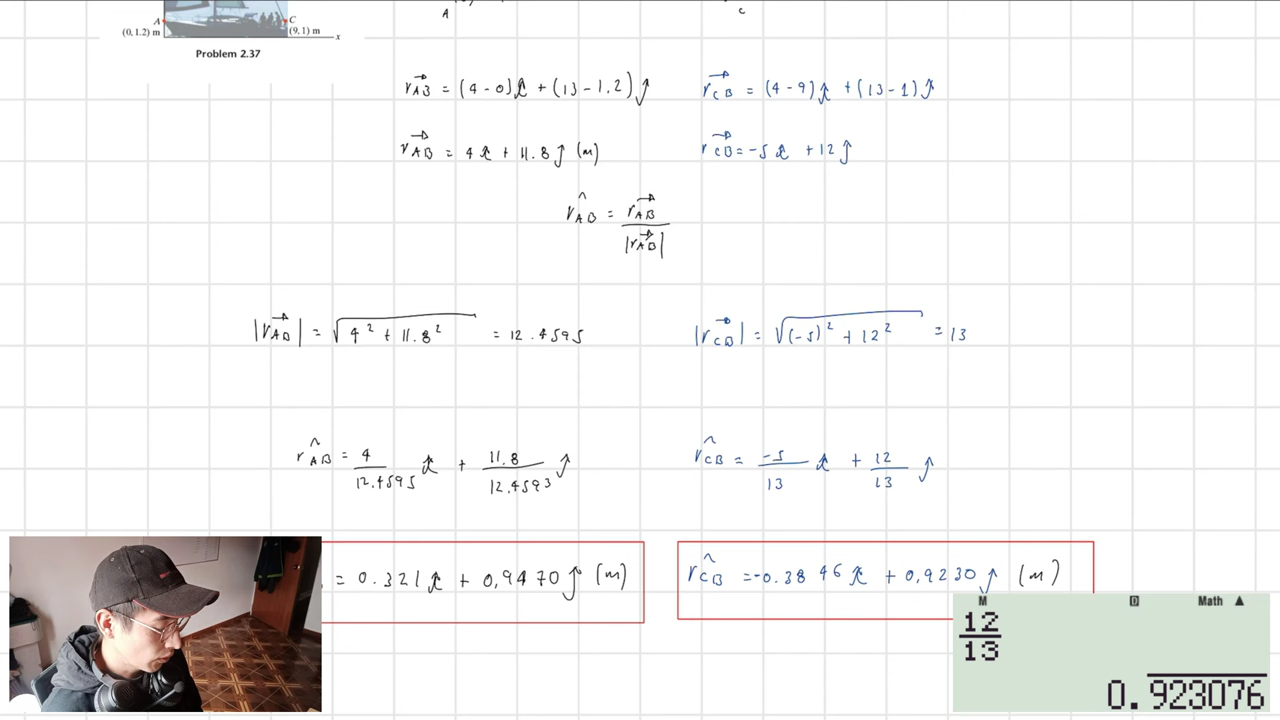 A C
(0, 1.2) m (9, 1) m
x
Problem 2.37
A c
r⃗AB = (4-0)î + (13-1.2)ĵ r⃗CB = (4-9)î + (13-1)ĵ
r⃗AB = 4î + 11.8ĵ (m) r⃗CB = -5î + 12ĵ
r̂AB = r⃗AB / |r⃗AB|
|r⃗AB| = √(4² + 11.8²) = 12.4595 |r⃗CB| = √((-5)² + 12²) = 13
r̂AB = 4/12.4595 î + 11.8/12.4593 ĵ r̂CB = -5/13 î + 12/13 ĵ
= 0.321î + 0,9470ĵ (m) r̂CB = -0.3846î + 0,9230ĵ (m)
M D Math ▲
12
13
0.923076